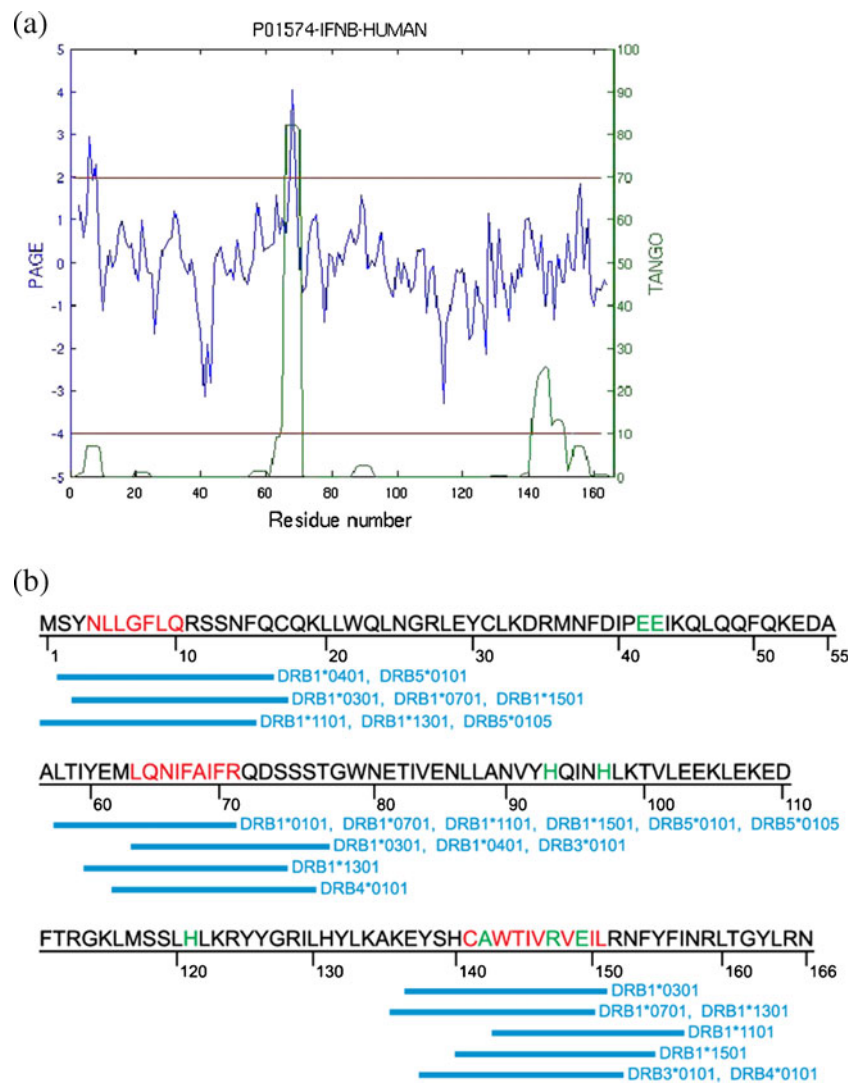 (a)
P01574-IFNB-HUMAN
5
4
3
2
1
0
-1
-2
-3
-4
-5
PAGE
100
90
80
70
60
50
40
30
20
10
0
TANGO
0 20 40 60 80 100 120 140 160
Residue number
(b)
MSYNLLGFLQRSSNFQCQKLLWQLNGRLEYCLKDRMNFDIPEEIKQLQQFQKEDA
1 10 20 30 40 50 55
DRB1*0401, DRB5*0101
DRB1*0301, DRB1*0701, DRB1*1501
DRB1*1101, DRB1*1301, DRB5*0105
ALTIYEMLQNIFAIFRQDSSSTGWNETIVENLLANVYHQINHLKTVLEEKLEKED
60 70 80 90 100 110
DRB1*0101, DRB1*0701, DRB1*1101, DRB1*1501, DRB5*0101, DRB5*0105
DRB1*0301, DRB1*0401, DRB3*0101
DRB1*1301
DRB4*0101
FTRGKLMSSLHLKRYYGRILHYLKAKEYSHCAWTIVRVEILRNFYFINRLTGYLRN
120 130 140 150 160 166
DRB1*0301
DRB1*0701, DRB1*1301
DRB1*1101
DRB1*1501
DRB3*0101, DRB4*0101